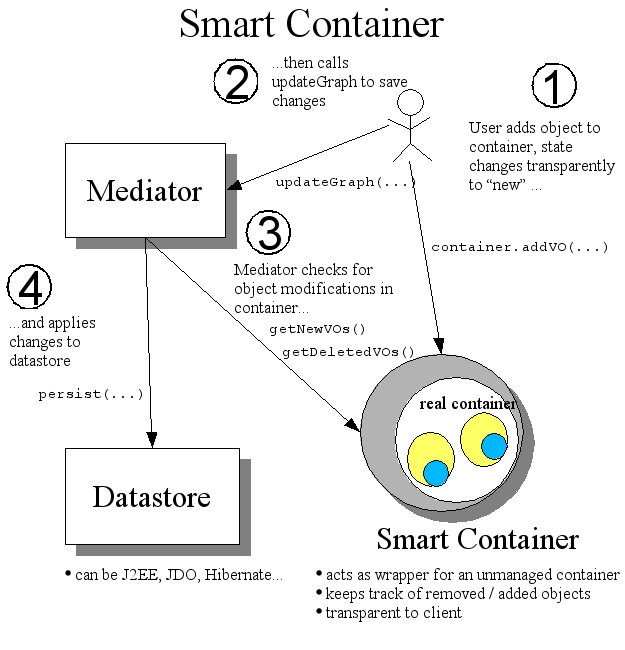 Smart Container
1
User adds object to
container, state
changes transparently
to “new” ...
container.addVO(...)
2
...then calls
updateGraph to save
changes
updateGraph(...)
Mediator
3
Mediator checks for
object modifications in
container...
getNewVOs()
getDeletedVOs()
4
...and applies
changes to
datastore
persist(...)
Datastore
• can be J2EE, JDO, Hibernate...
real container
Smart Container
• acts as wrapper for an unmanaged container
• keeps track of removed / added objects
• transparent to client